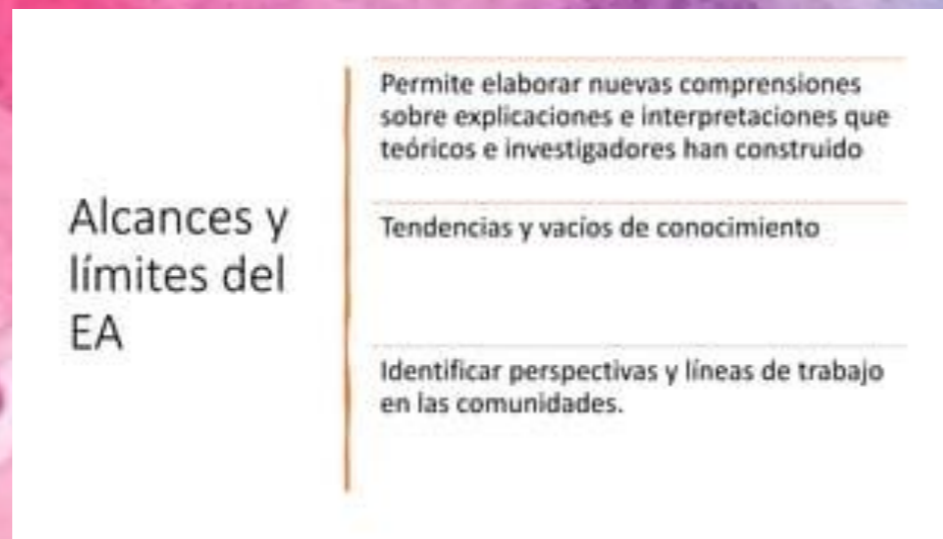 Alcances y
límites del
EA
Permite elaborar nuevas comprensiones
sobre explicaciones e interpretaciones que
teóricos e investigadores han construido
Tendencias y vacíos de conocimiento
Identificar perspectivas y líneas de trabajo
en las comunidades.